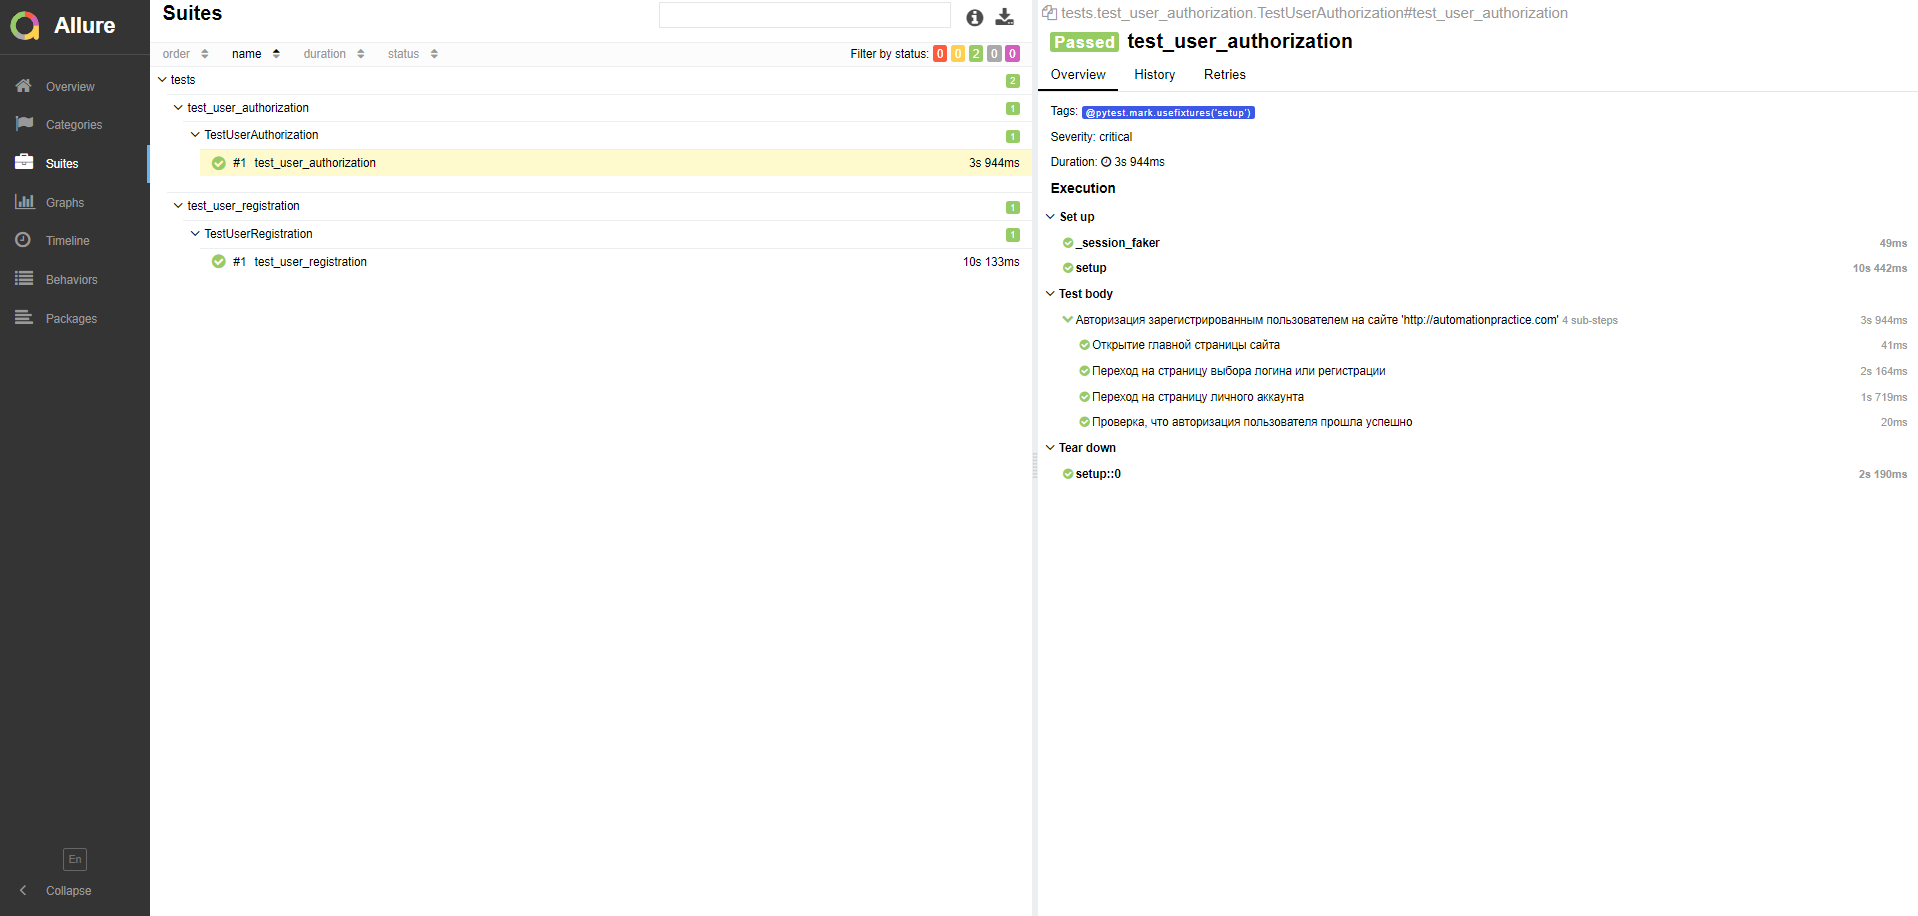 Allure
Overview
Categories
Suites
Graphs
Timeline
Behaviors
Packages
En
Collapse
Suites
order name duration status Filter by status: 0 0 2 0 0
tests 2
test_user_authorization 1
TestUserAuthorization 1
#1 test_user_authorization 3s 944ms
test_user_registration 1
TestUserRegistration 1
#1 test_user_registration 10s 133ms
tests.test_user_authorization.TestUserAuthorization#test_user_authorization
Passed test_user_authorization
Overview History Retries
Tags: @pytest.mark.usefixtures('setup')
Severity: critical
Duration: 3s 944ms
Execution
Set up
_session_faker 49ms
setup 10s 442ms
Test body
Авторизация зарегистрированным пользователем на сайте 'http://automationpractice.com' 4 sub-steps 3s 944ms
Открытие главной страницы сайта 41ms
Переход на страницу выбора логина или регистрации 2s 164ms
Переход на страницу личного аккаунта 1s 719ms
Проверка, что авторизация пользователя прошла успешно 20ms
Tear down
setup::0 2s 190ms